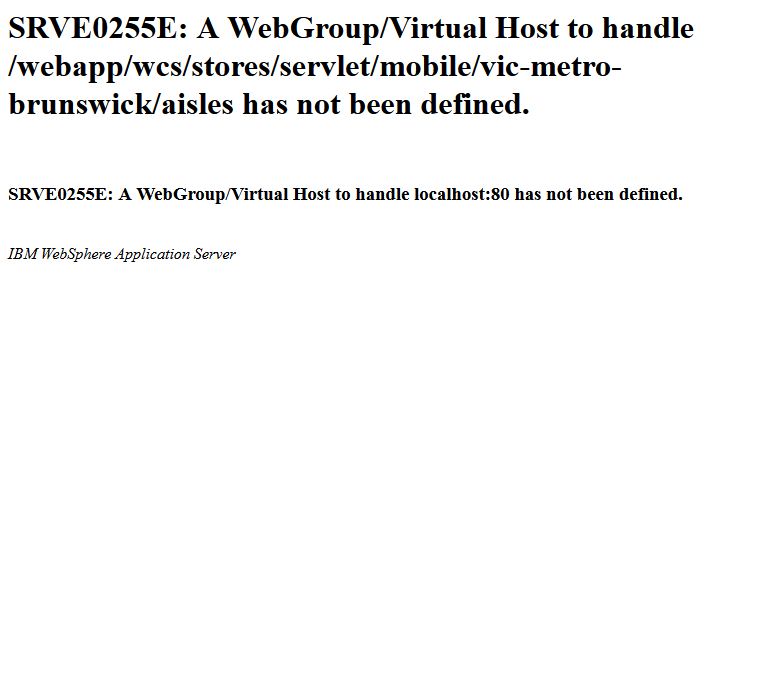 SRVE0255E: A WebGroup/Virtual Host to handle
/webapp/wcs/stores/servlet/mobile/vic-metro-
brunswick/aisles has not been defined.
SRVE0255E: A WebGroup/Virtual Host to handle localhost:80 has not been defined.
IBM WebSphere Application Server